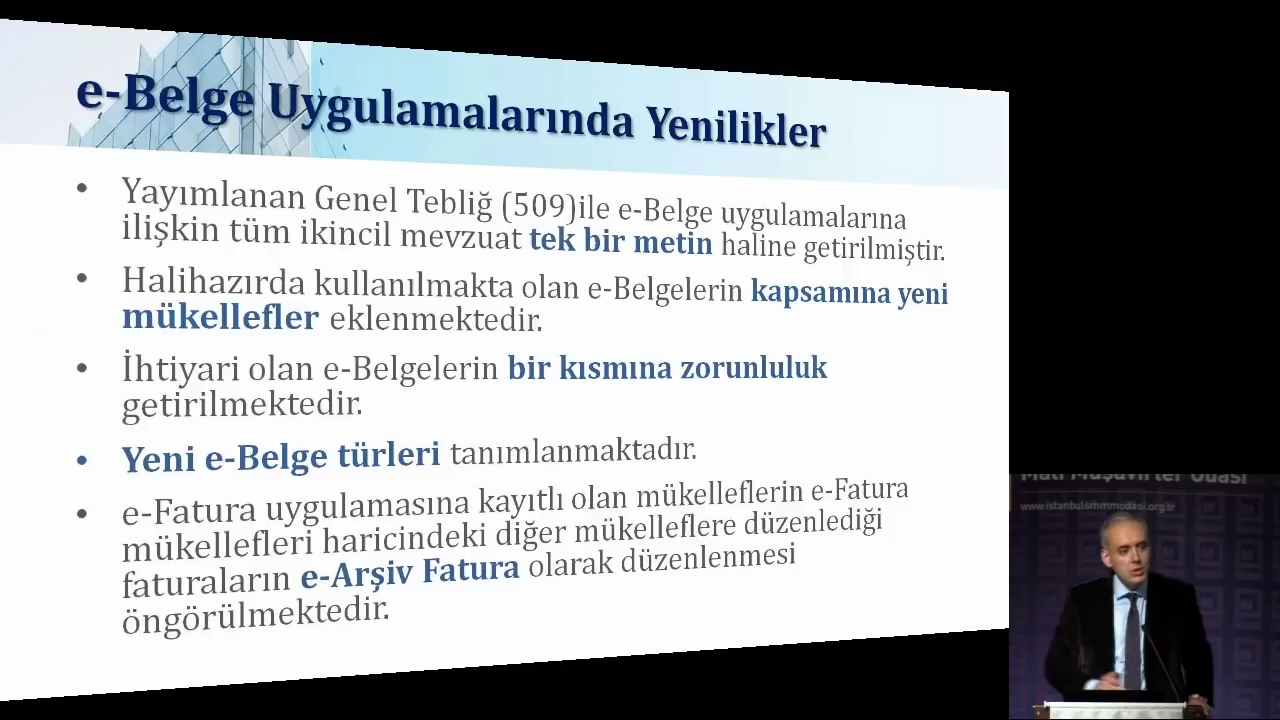 e-Belge Uygulamalarında Yenilikler
• Yayımlanan Genel Tebliğ (509)ile e-Belge uygulamalarına
ilişkin tüm ikincil mevzuat tek bir metin haline getirilmiştir.
• Halihazırda kullanılmakta olan e-Belgelerin kapsamına yeni
mükellefler eklenmektedir.
• İhtiyari olan e-Belgelerin bir kısmına zorunluluk
getirilmektedir.
• Yeni e-Belge türleri tanımlanmaktadır.
• e-Fatura uygulamasına kayıtlı olan mükelleflerin e-Fatura
mükellefleri haricindeki diğer mükelleflere düzenlediği
faturaların e-Arşiv Fatura olarak düzenlenmesi
öngörülmektedir.
Mali Müşavirler Odası
www.istanbulsmmmodasi.org.tr